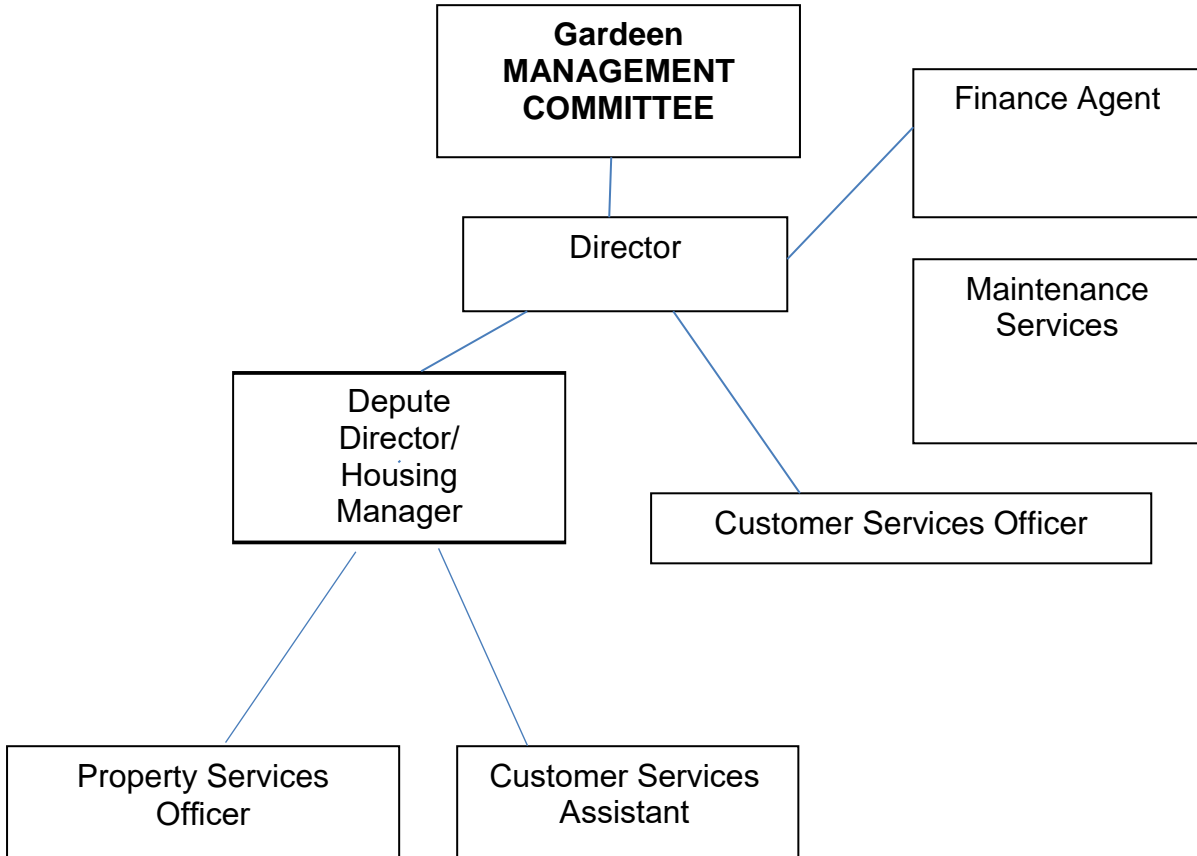 Gardeen
MANAGEMENT
COMMITTEE
Finance Agent
Director
Maintenance
Services
Depute
Director/
Housing
Manager
Customer Services Officer
Property Services
Officer
Customer Services
Assistant